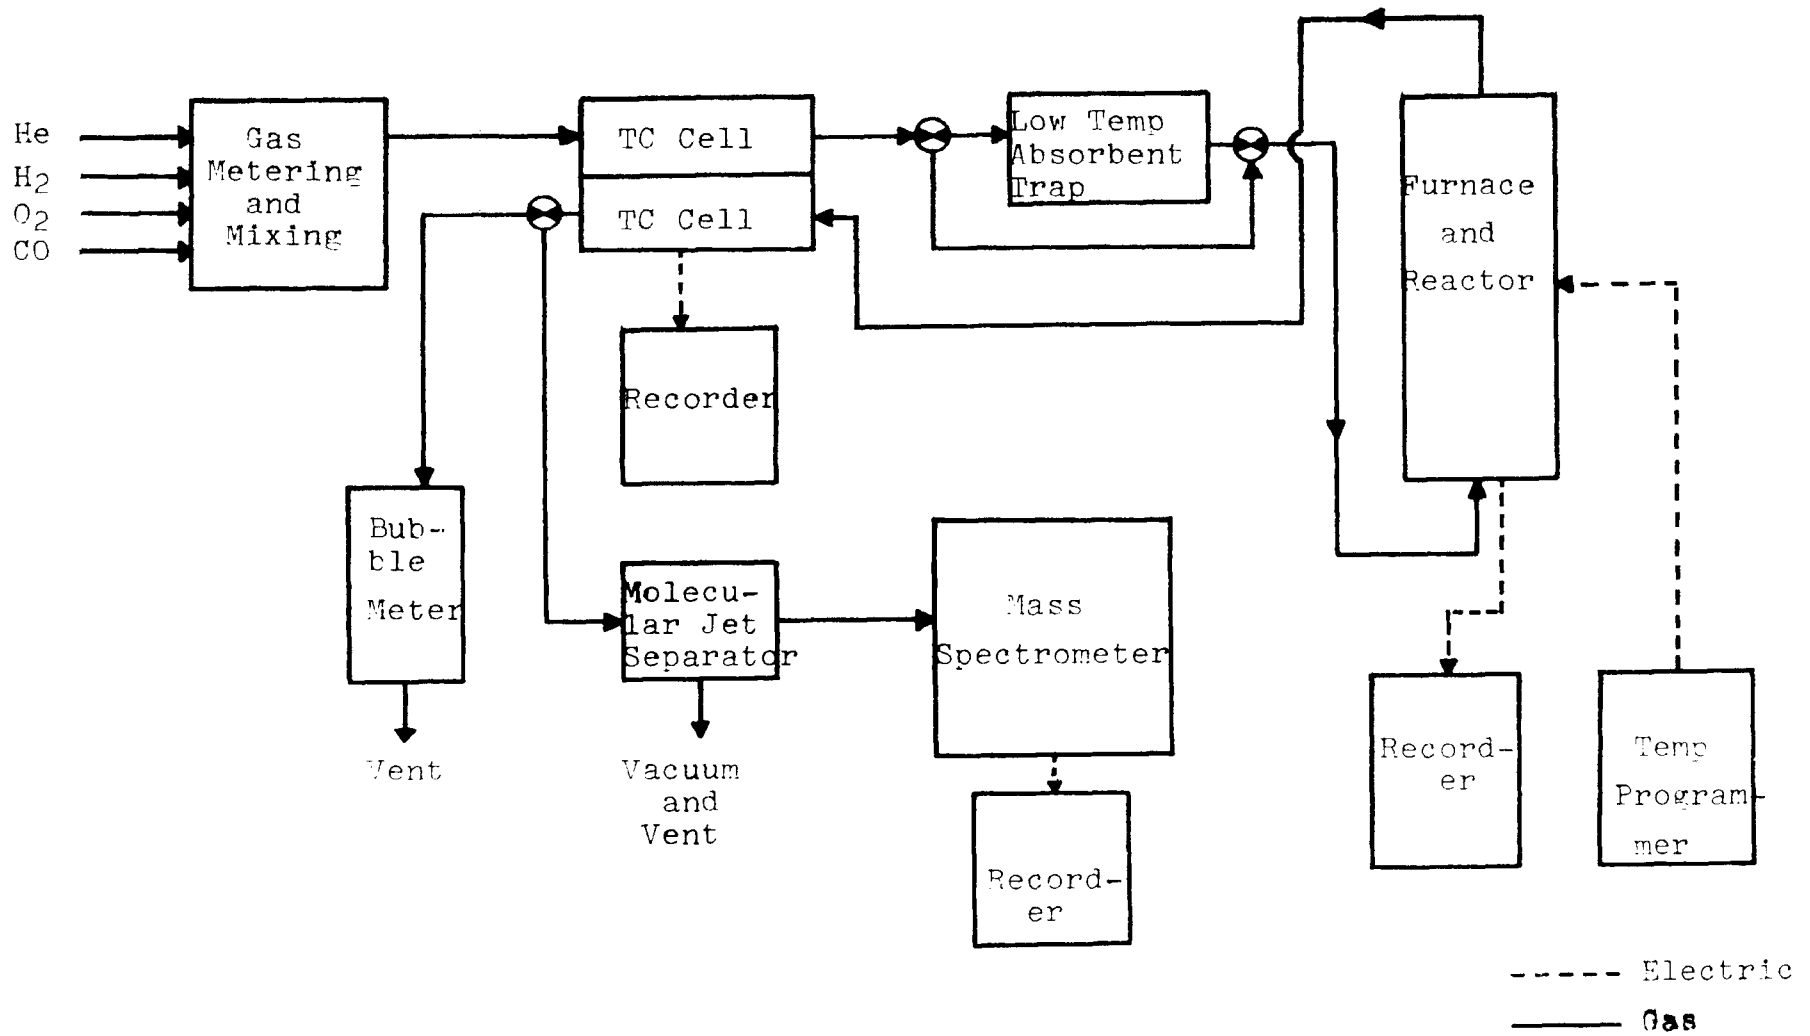 He
H2
O2
CO
Gas
Metering
and
Mixing
TC Cell
TC Cell
Low Temp
Absorbent
Trap
Furnace
and
Reactor
Recorder
Bub-
ble
Meter
Vent
Molecu-
lar Jet
Separator
Vacuum
and
Vent
Mass
Spectrometer
Record-
er
Record-
er
Temp
Program-
mer
Electric
Gas